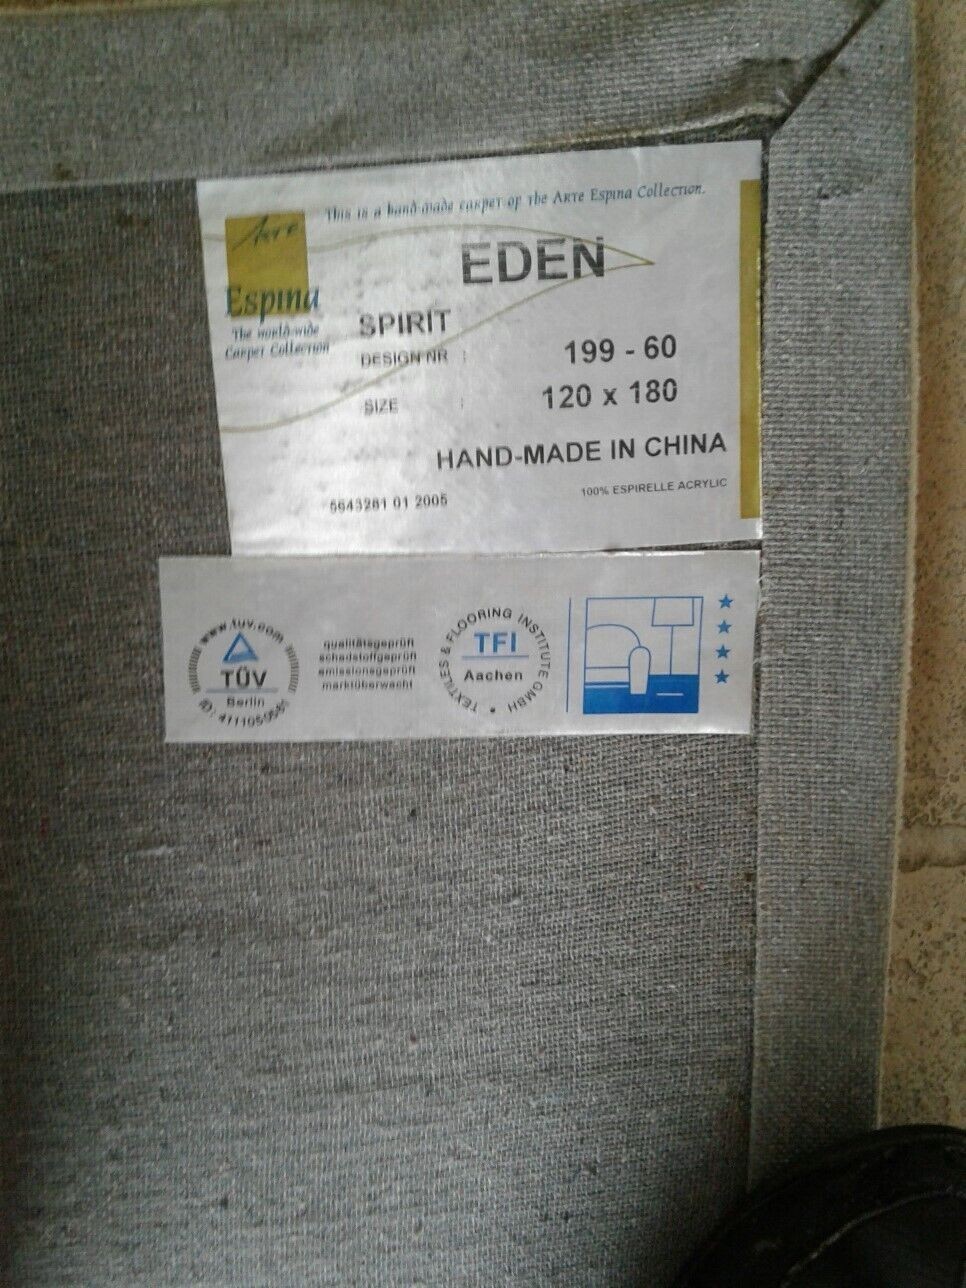 This is a hand-made carpet of the Arte Espina Collection.
Arte
Espina
The world-wide
Carpet Collection
EDEN
SPIRIT
DESIGN NR : 199 - 60
SIZE : 120 x 180
HAND-MADE IN CHINA
5643261 01 2005
100% ESPIRELLE ACRYLIC
www.tuv.com
TÜV
Berlin
qualitätsgeprüft
schadstoffgeprüft
emissionsgeprüft
marktüberwacht
TEXTILES & FLOORING INSTITUTE GMBH •
TFI
Aachen